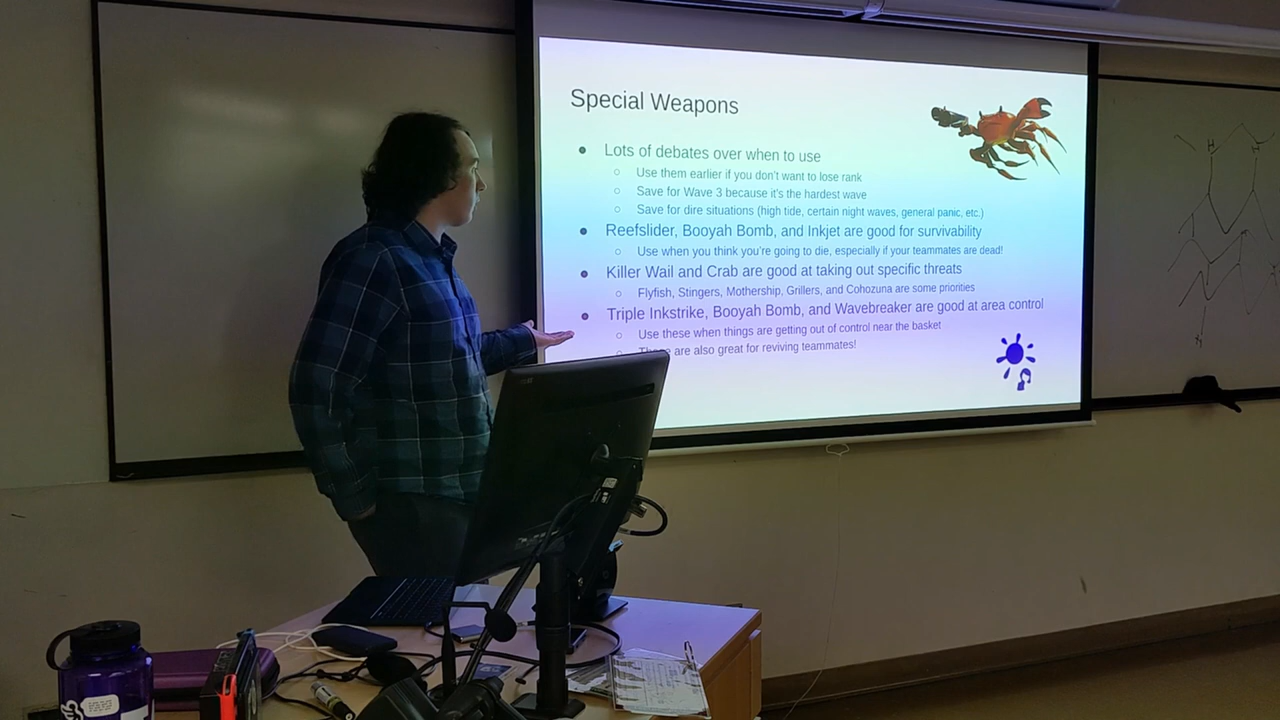 Special Weapons
Lots of debates over when to use
Use them earlier if you don't want to lose rank
Save for Wave 3 because it's the hardest wave
Save for dire situations (high tide, certain night waves, general panic, etc.)
Reefslider, Booyah Bomb, and Inkjet are good for survivability
Use when you think you're going to die, especially if your teammates are dead!
Killer Wail and Crab are good at taking out specific threats
Flyfish, Stingers, Mothership, Grillers, and Cohozuna are some priorities
Triple Inkstrike, Booyah Bomb, and Wavebreaker are good at area control
Use these when things are getting out of control near the basket
are also great for reviving teammates!